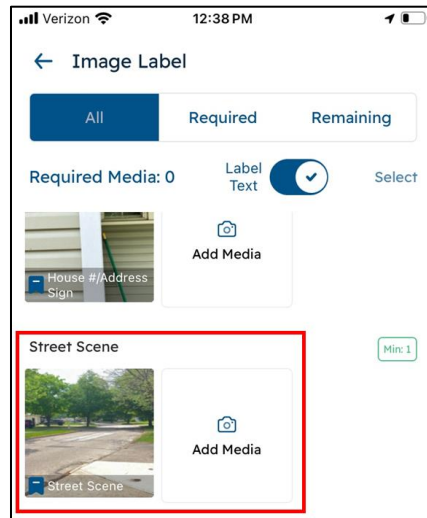 Verizon 12:38 PM
← Image Label
All Required Remaining
Required Media: 0 Label Text Select
House #/Address
Sign
Add Media
Street Scene Min: 1
Street Scene
Add Media